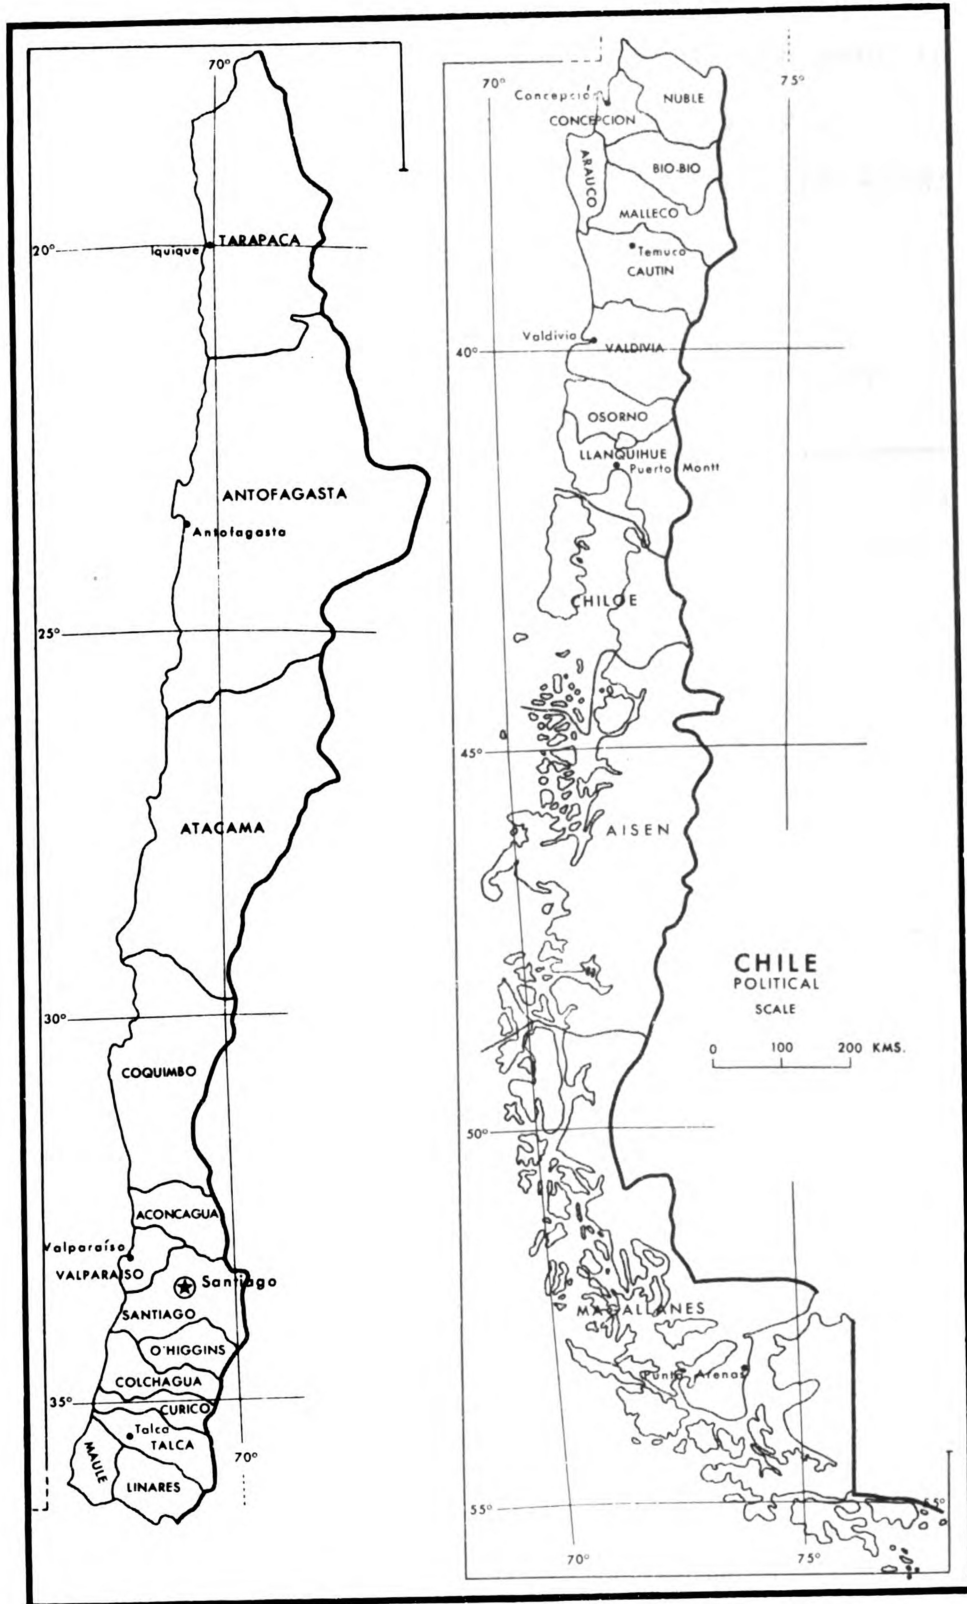 70°
20°
Iquique
TARAPACA
ANTOFAGASTA
Antofagasta
25°
ATACAMA
30°
COQUIMBO
ACONCAGUA
Valparaíso
VALPARAISO
Santiago
SANTIAGO
O'HIGGINS
COLCHAGUA
35°
CURICO
Talca
TALCA
MAULE
LINARES
70°
70°
75°
Concepción
NUBLE
CONCEPCION
ARAUCO
BIO-BIO
MALLECO
Temuco
CAUTIN
Valdivia
VALDIVIA
40°
OSORNO
LLANQUIHUE
Puerto Montt
CHILOE
45°
AISEN
CHILE
POLITICAL
SCALE
0 100 200 KMS.
50°
MAGALLANES
Punta Arenas
55°
55°
70°
75°